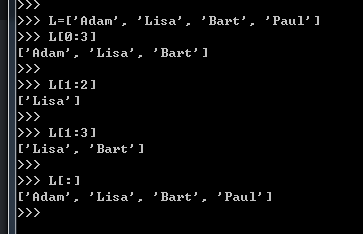 >>>
>>> L=['Adam', 'Lisa', 'Bart', 'Paul']
>>> L[0:3]
['Adam', 'Lisa', 'Bart']
>>>
>>> L[1:2]
['Lisa']
>>>
>>> L[1:3]
['Lisa', 'Bart']
>>>
>>> L[:]
['Adam', 'Lisa', 'Bart', 'Paul']
>>>